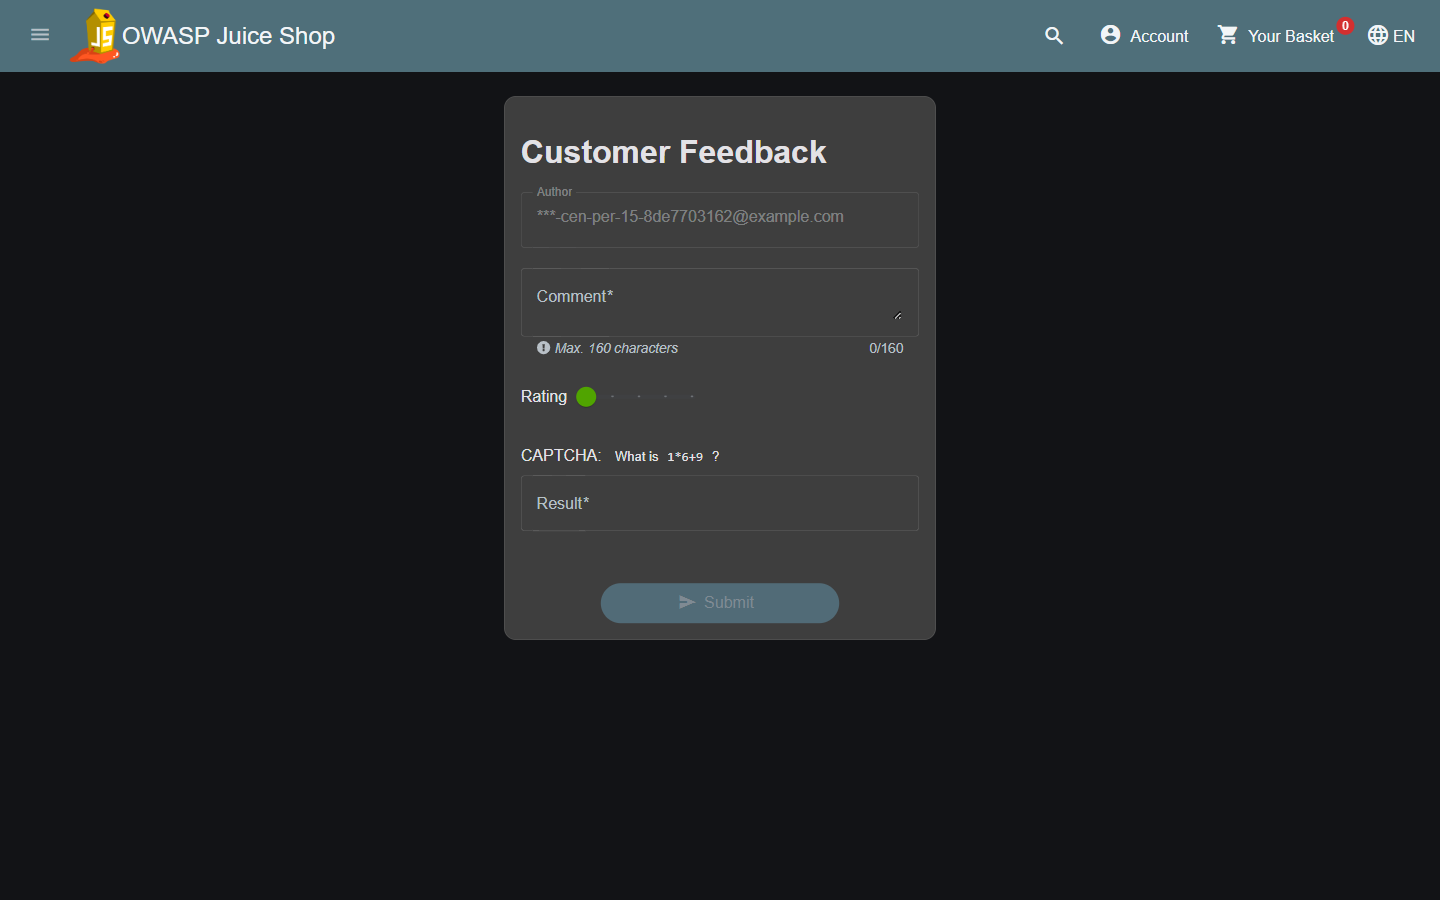 OWASP Juice Shop
Account
Your Basket 0
EN
Customer Feedback
Author
***-cen-per-15-8de7703162@example.com
Comment*
Max. 160 characters 0/160
Rating
CAPTCHA: What is 1*6+9 ?
Result*
Submit